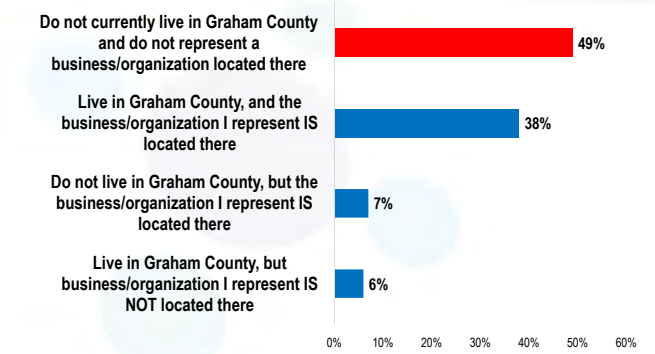 Do not currently live in Graham County
and do not represent a
business/organization located there
49%
Live in Graham County, and the
business/organization I represent IS
located there
38%
Do not live in Graham County, but the
business/organization I represent IS
located there
7%
Live in Graham County, but
business/organization I represent IS
NOT located there
6%
0% 10% 20% 30% 40% 50% 60%